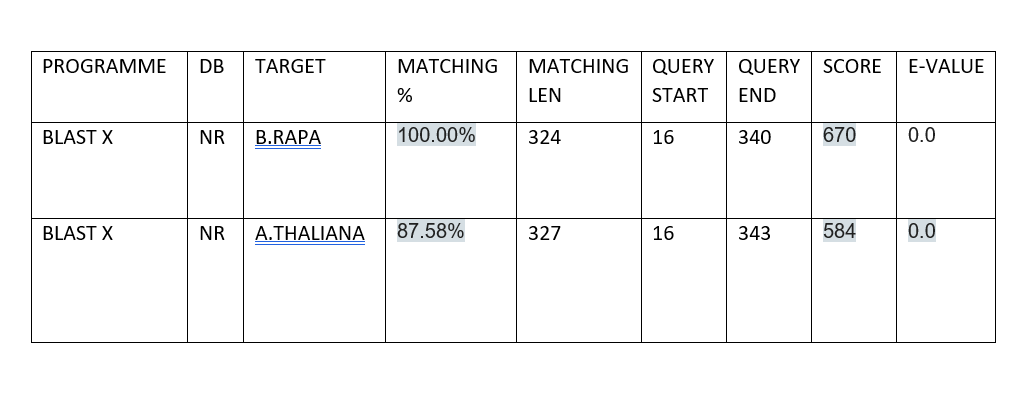 PROGRAMME DB TARGET MATCHING % MATCHING LEN QUERY START QUERY END SCORE E-VALUE
BLAST X NR B.RAPA 100.00% 324 16 340 670 0.0
BLAST X NR A.THALIANA 87.58% 327 16 343 584 0.0